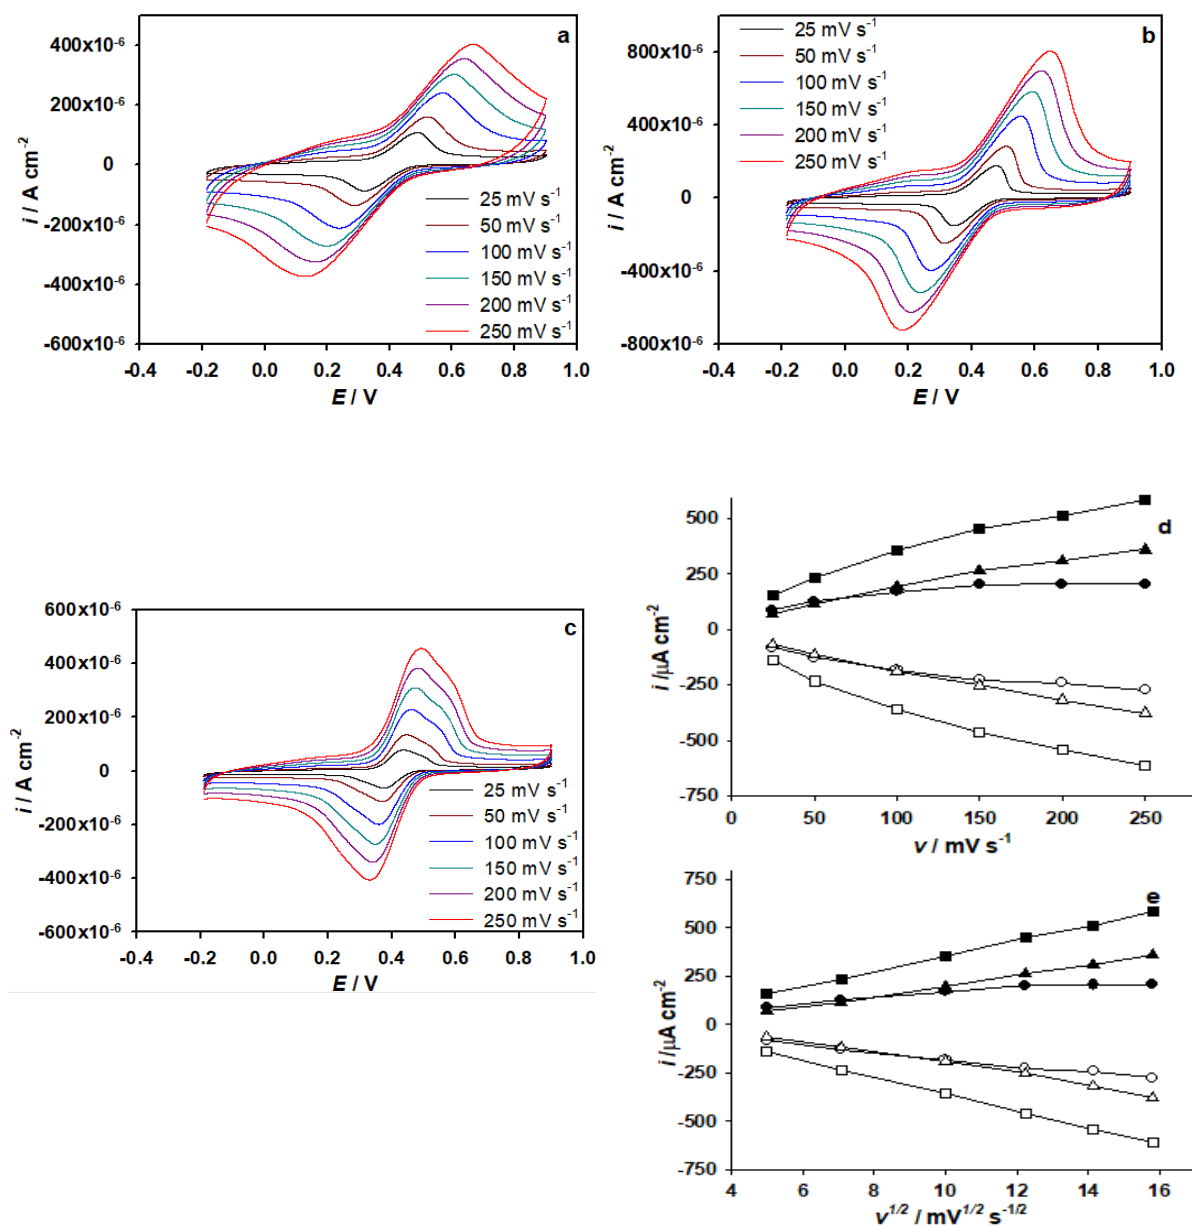 a
400x10⁻⁶
200x10⁻⁶
0
-200x10⁻⁶
-400x10⁻⁶
-600x10⁻⁶
i / A cm⁻²
25 mV s⁻¹
50 mV s⁻¹
100 mV s⁻¹
150 mV s⁻¹
200 mV s⁻¹
250 mV s⁻¹
-0.4 -0.2 0.0 0.2 0.4 0.6 0.8 1.0
E / V
b
800x10⁻⁶
400x10⁻⁶
0
-400x10⁻⁶
-800x10⁻⁶
i / A cm⁻²
25 mV s⁻¹
50 mV s⁻¹
100 mV s⁻¹
150 mV s⁻¹
200 mV s⁻¹
250 mV s⁻¹
-0.4 -0.2 0.0 0.2 0.4 0.6 0.8 1.0
E / V
c
600x10⁻⁶
400x10⁻⁶
200x10⁻⁶
0
-200x10⁻⁶
-400x10⁻⁶
-600x10⁻⁶
i / A cm⁻²
25 mV s⁻¹
50 mV s⁻¹
100 mV s⁻¹
150 mV s⁻¹
200 mV s⁻¹
250 mV s⁻¹
-0.4 -0.2 0.0 0.2 0.4 0.6 0.8 1.0
E / V
d
500
250
0
-250
-500
-750
i /µA cm⁻²
0 50 100 150 200 250
v / mV s⁻¹
e
750
500
250
0
-250
-500
-750
i /µA cm⁻²
4 6 8 10 12 14 16
v¹ᐟ² / mV¹ᐟ² s⁻¹ᐟ²